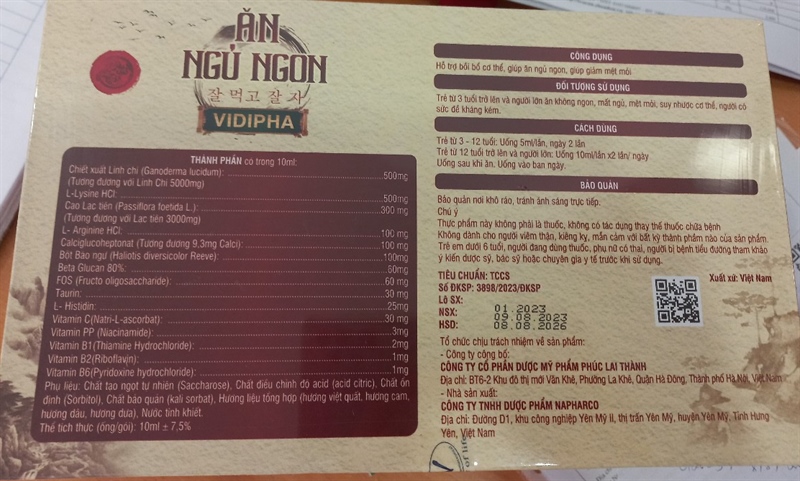 ĂN
NGỦ NGON
잘 먹고 잘 자
VIDIPHA
THÀNH PHẦN có trong 10ml:
Chiết xuất Linh chi (Ganoderma lucidum): 500mg
(Tương đương với Linh Chi 5000mg)
L-Lysine HCl: 500mg
Cao Lạc tiên (Passiflora foetida L.): 300 mg
(Tương đương với Lạc tiên 3000mg)
L- Arginine HCl: 100 mg
Calciglucoheptonat (Tương đương 9,3mg Calci): 100 mg
Bột Bào ngư (Haliotis diversicolor Reeve): 100mg
Beta Glucan 80%: 60mg
FOS (Fructo oligosaccharide): 60 mg
Taurin: 30 mg
L- Histidin: 25mg
Vitamin C(Natri-L-ascorbat): 30 mg
Vitamin PP (Niacinamide): 3mg
Vitamin B1(Thiamine Hydrochloride): 2mg
Vitamin B2(Riboflavin): 1mg
Vitamin B6(Pyridoxine hydrochloride): 1mg
Phụ liệu: Chất tạo ngọt tự nhiên (Saccharose), Chất điều chỉnh độ acid (acid citric), Chất ổn
định (Sorbitol), Chất bảo quản (kali sorbat), Hương liệu tổng hợp (hương việt quất, hương cam,
hương dâu, hương dưa), Nước tinh khiết.
Thể tích thực (ống/gói): 10ml ± 7,5%
CÔNG DỤNG
Hỗ trợ bồi bổ cơ thể, giúp ăn ngủ ngon, giúp giảm mệt mỏi
ĐỐI TƯỢNG SỬ DỤNG
Trẻ từ 3 tuổi trở lên và người lớn ăn không ngon, mất ngủ, mệt mỏi, suy nhược cơ thể, người có
sức đề kháng kém.
CÁCH DÙNG
Trẻ từ 3 - 12 tuổi: Uống 5ml/lần, ngày 2 lần
Trẻ từ 12 tuổi trở lên và người lớn: Uống 10ml/lần x2 lần/ ngày
Uống sau khi ăn. Uống vào ban ngày.
BẢO QUẢN
Bảo quản nơi khô ráo, tránh ánh sáng trực tiếp.
Chú ý
Thực phẩm này không phải là thuốc, không có tác dụng thay thế thuốc chữa bệnh
Không dành cho người viêm thận, kiêng kỵ, mẫn cảm với bất kỳ thành phần nào của sản phẩm
Trẻ em dưới 6 tuổi, người đang dùng thuốc, phụ nữ có thai, người bị bệnh tiểu đường tham khảo
ý kiến dược sỹ, bác sỹ hoặc chuyên gia y tế trước khi sử dụng.
TIÊU CHUẨN: TCCS
Số ĐKSP: 3898/2023/ĐKSP
Xuất xứ: Việt Nam
Lô SX: 01.2023
NSX: 09.08.2023
HSD: 08.08.2026
Tổ chức chịu trách nhiệm về sản phẩm:
- Công ty công bố:
CÔNG TY CỔ PHẦN DƯỢC MỸ PHẨM PHÚC LAI THÀNH
Địa chỉ: BT6-2 Khu đô thị mới Văn Khê, Phường La Khê, Quận Hà Đông, Thành phố Hà Nội, Việt Nam
- Nhà sản xuất:
CÔNG TY TNHH DƯỢC PHẨM NAPHARCO
Địa chỉ: Đường D1, khu công nghiệp Yên Mỹ II, thị trấn Yên Mỹ, huyện Yên Mỹ, Tỉnh Hưng
Yên, Việt Nam